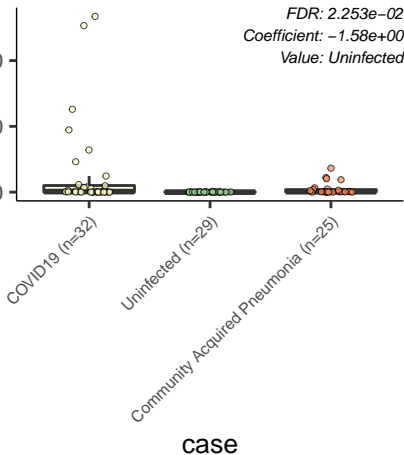 FDR: 2.253e−02
Coefficient: −1.58e+00
Value: Uninfected
COVID19 (n=32)
Uninfected (n=29)
Community Acquired Pneumonia (n=25)
case